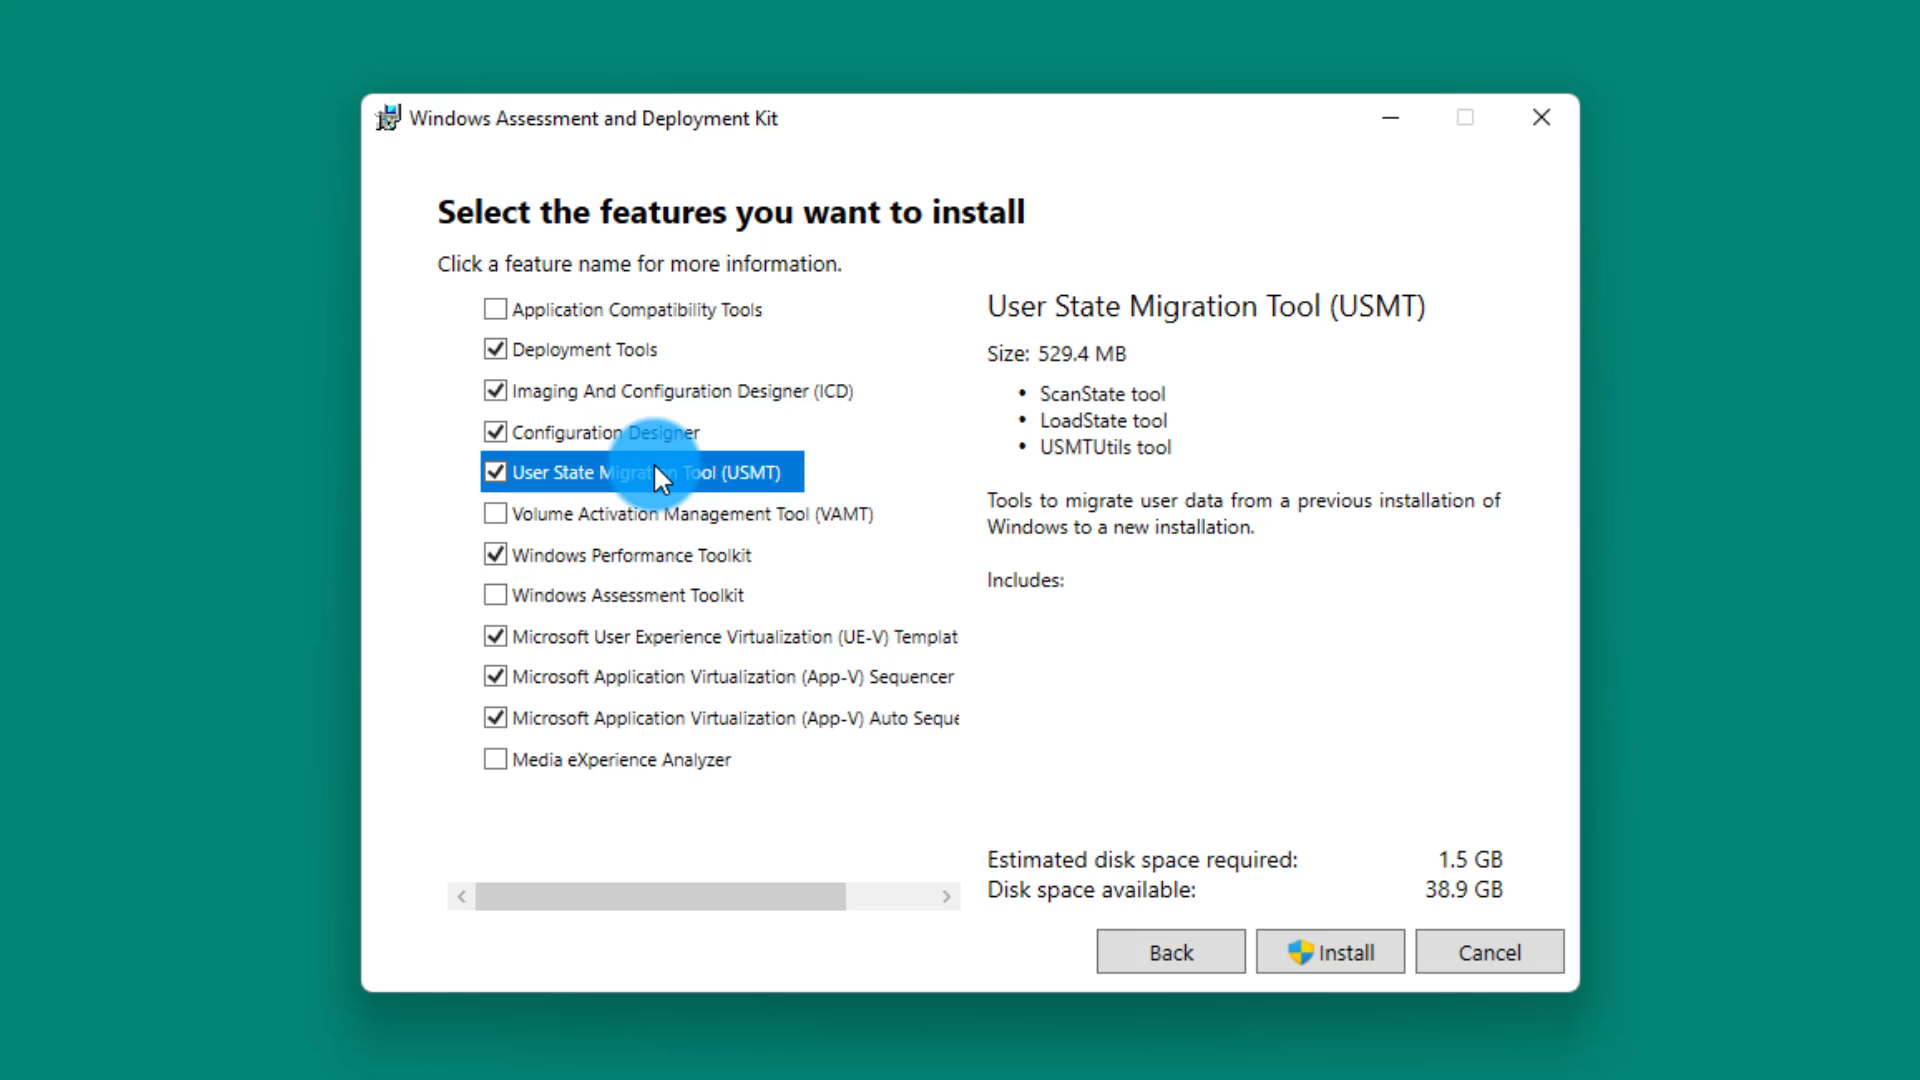 Windows Assessment and Deployment Kit
Select the features you want to install
Click a feature name for more information.
Application Compatibility Tools
Deployment Tools
Imaging And Configuration Designer (ICD)
Configuration Designer
User State Migration Tool (USMT)
Volume Activation Management Tool (VAMT)
Windows Performance Toolkit
Windows Assessment Toolkit
Microsoft User Experience Virtualization (UE-V) Templat
Microsoft Application Virtualization (App-V) Sequencer
Microsoft Application Virtualization (App-V) Auto Seque
Media eXperience Analyzer
User State Migration Tool (USMT)
Size: 529.4 MB
• ScanState tool
• LoadState tool
• USMTUtils tool
Tools to migrate user data from a previous installation of
Windows to a new installation.
Includes:
Estimated disk space required: 1.5 GB
Disk space available: 38.9 GB
Back
Install
Cancel